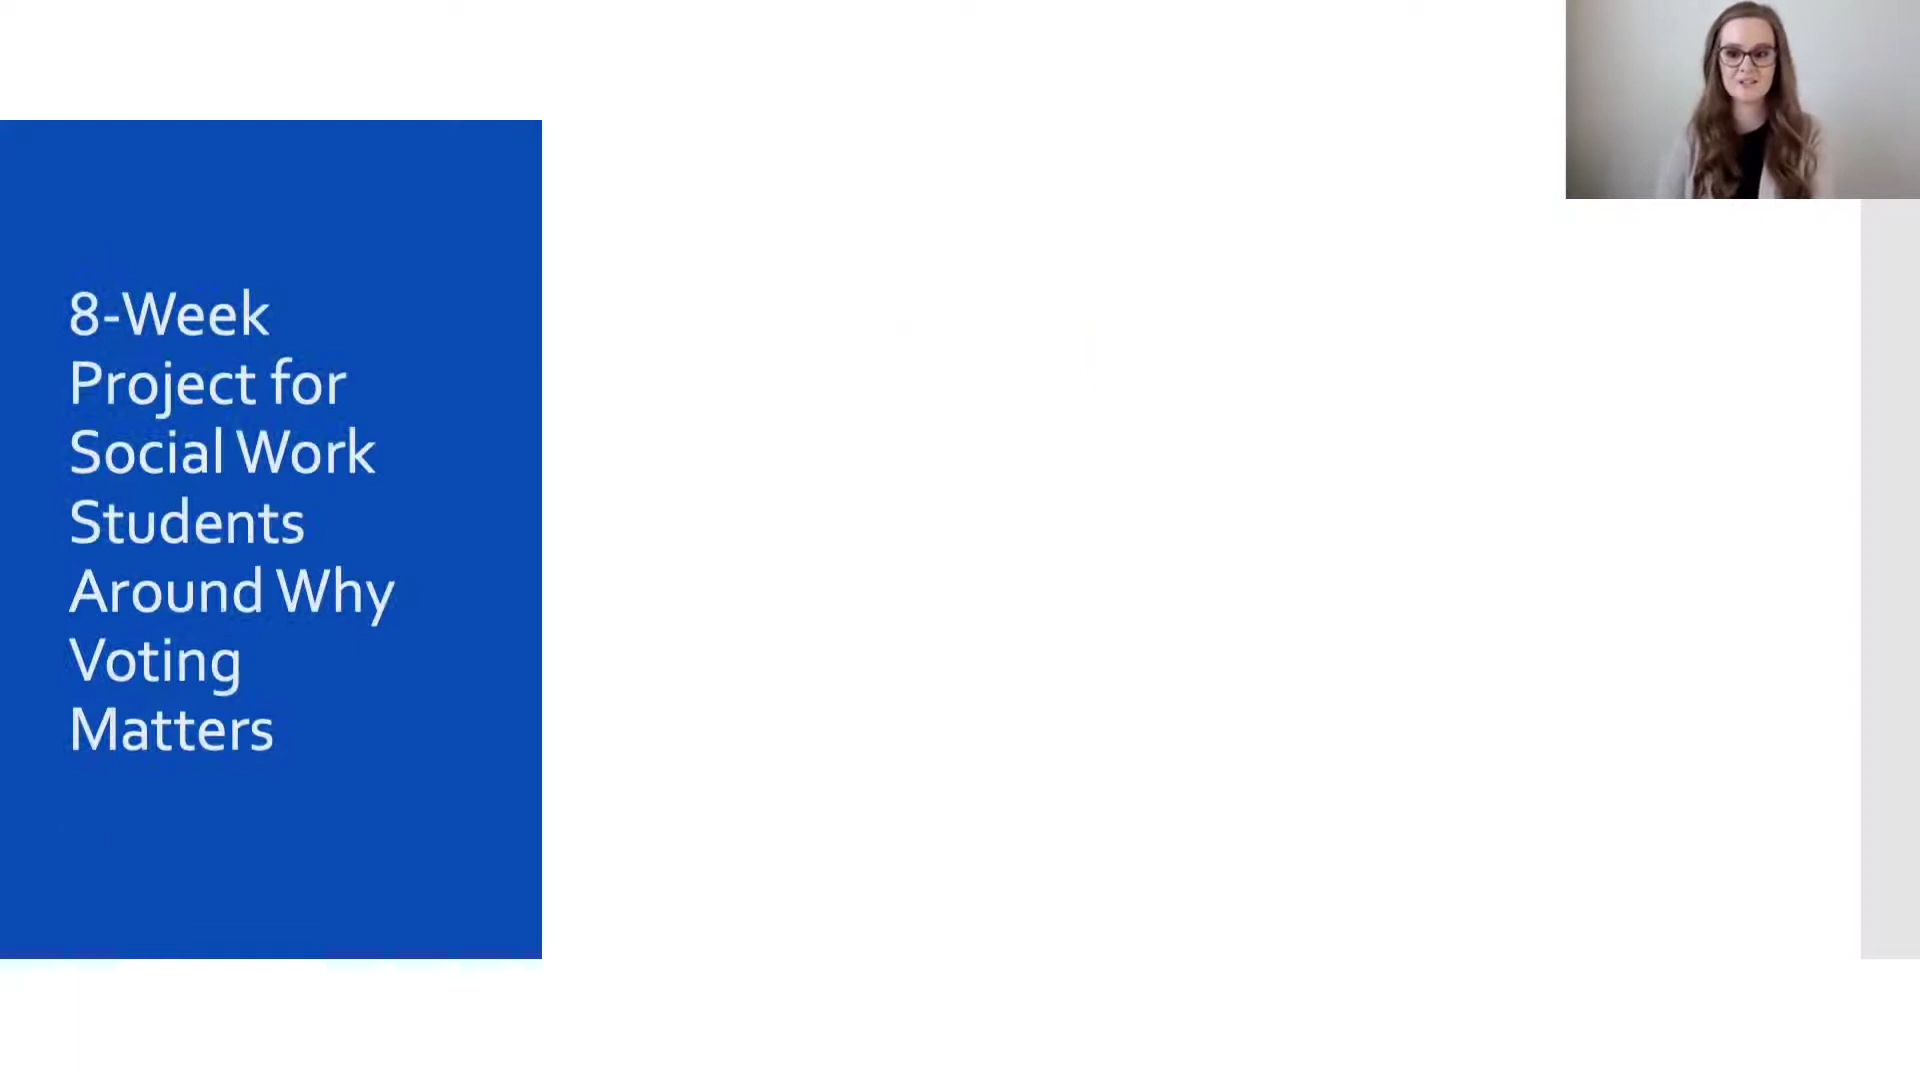 8-Week
Project for
Social Work
Students
Around Why
Voting
Matters